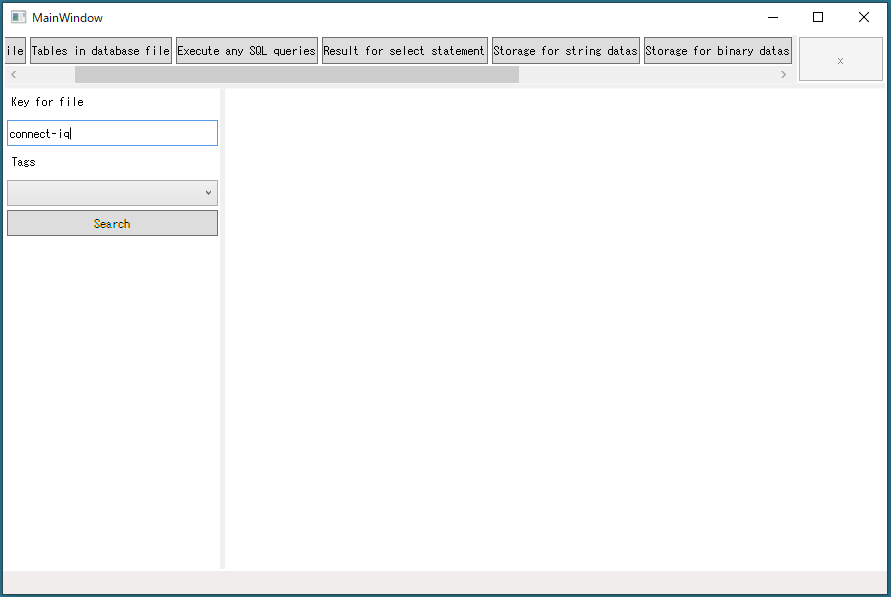 MainWindow
ile
Tables in database file
Execute any SQL queries
Result for select statement
Storage for string datas
Storage for binary datas
x
Key for file
connect-iq
Tags
Search